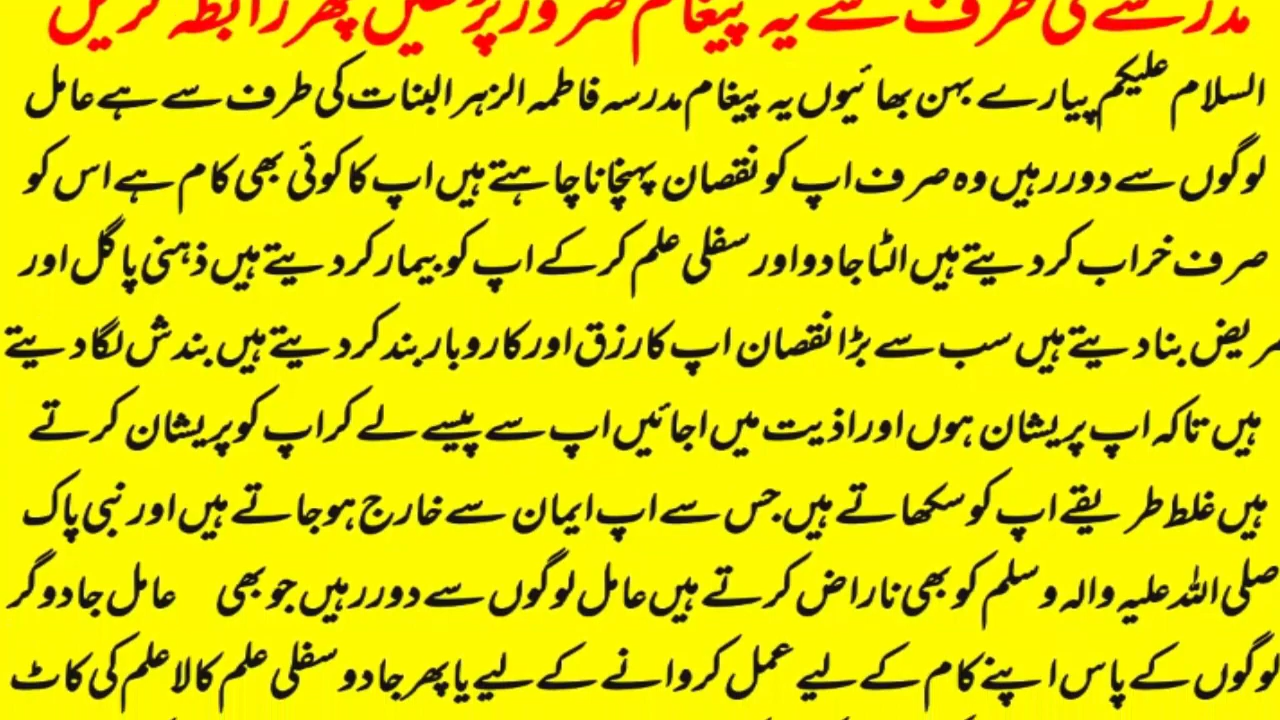 مدرسے کی طرف سے یہ پیغام ضرور پڑھیں پھر رابطہ کریں
السلام علیکم پیارے بہن بھائیوں یہ پیغام مدرسہ فاطمہ الزہرا البنات کی طرف سے ہے عامل
لوگوں سے دور رہیں وہ صرف اپ کو نقصان پہنچانا چاہتے ہیں اپ کا کوئی بھی کام ہے اس کو
صرف خراب کر دیتے ہیں الٹا جادو اور سفلی علم کر کے اپ کو بیمار کر دیتے ہیں ذہنی پاگل اور
مریض بنا دیتے ہیں سب سے بڑا نقصان اپ کا رزق اور کاروبار بند کر دیتے ہیں بندش لگا دیتے
ہیں تاکہ اپ پریشان ہوں اور اذیت میں اجائیں اپ سے پیسے لے کر اپ کو پریشان کرتے
ہیں غلط طریقے اپ کو سکھاتے ہیں جس سے اپ ایمان سے خارج ہو جاتے ہیں اور نبی پاک
صلی اللہ علیہ والہ وسلم کو بھی ناراض کرتے ہیں عامل لوگوں سے دور رہیں جو بھی عامل جادوگر
لوگوں کے پاس اپنے کام کے لیے عمل کروانے کے لیے یا پھر جادو سفلی علم کالا علم کی کاٹ